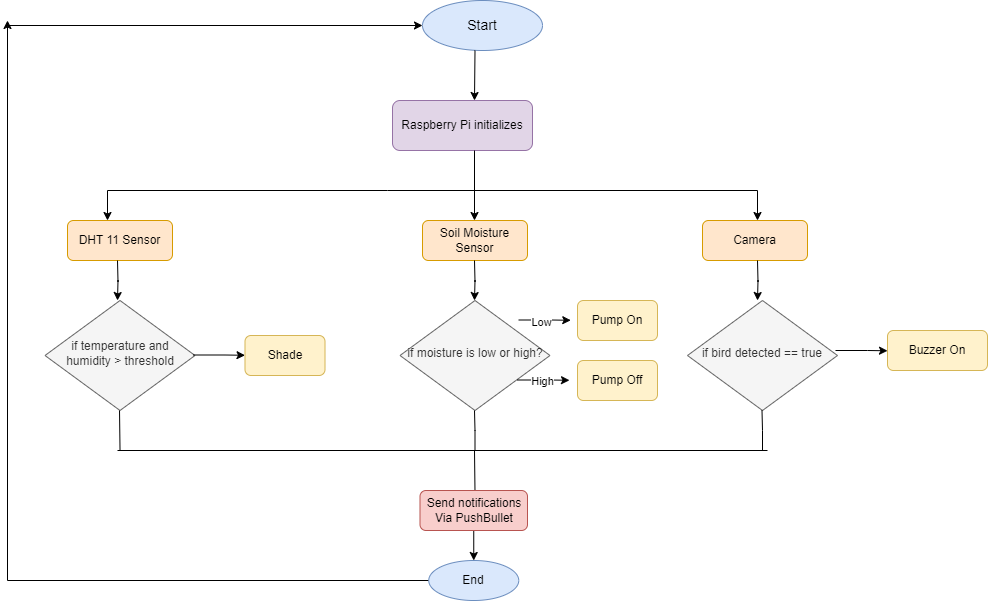 Start
Raspberry Pi initializes
DHT 11 Sensor
Soil Moisture
Sensor
Camera
if temperature and
humidity > threshold
Shade
if moisture is low or high?
Low
Pump On
High
Pump Off
if bird detected == true
Buzzer On
Send notifications
Via PushBullet
End